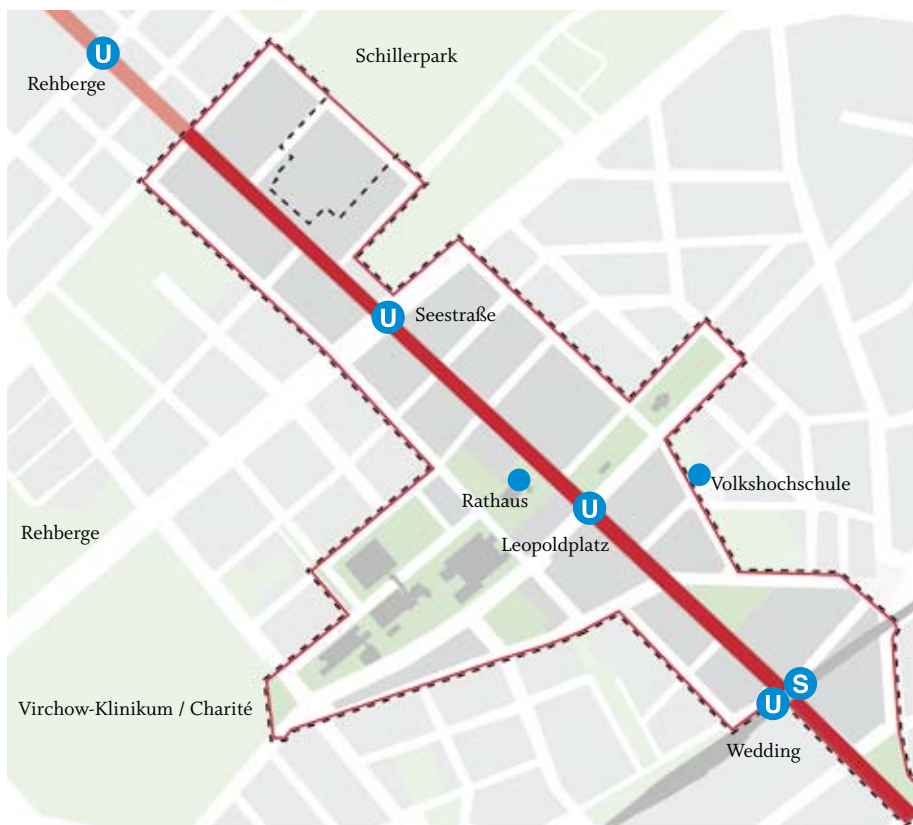 U
Rehberge
Schillerpark
U
Seestraße
Rathaus
Volkshochschule
U
Leopoldplatz
Rehberge
Virchow-Klinikum / Charité
S
U
Wedding